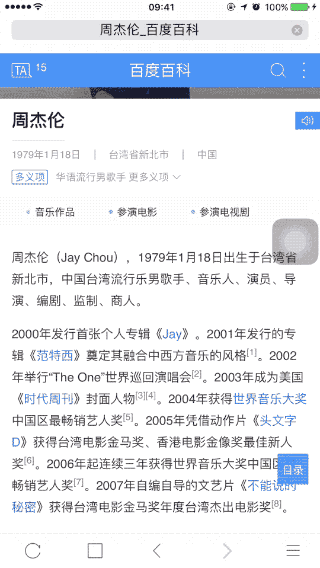 09:41
100%
周杰伦_百度百科
TA 15
百度百科
周杰伦
1979年1月18日 | 台湾省新北市 | 中国
多义项 华语流行男歌手 更多义项
音乐作品 参演电影 参演电视剧
周杰伦（Jay Chou），1979年1月18日出生于台湾省
新北市，中国台湾流行乐男歌手、音乐人、演员、导
演、编剧、监制、商人。
2000年发行首张个人专辑《Jay》。2001年发行的专
辑《范特西》奠定其融合中西方音乐的风格[1]。2002
年举行“The One”世界巡回演唱会[2]。2003年成为美国
《时代周刊》封面人物[3][4]。2004年获得世界音乐大奖
中国区最畅销艺人奖[5]。2005年凭借动作片《头文字
D》获得台湾电影金马奖、香港电影金像奖最佳新人
奖[6]。2006年起连续三年获得世界音乐大奖中国区
畅销艺人奖[7]。2007年自编自导的文艺片《不能说的
秘密》获得台湾电影金马奖年度台湾杰出电影奖[8]。
目录